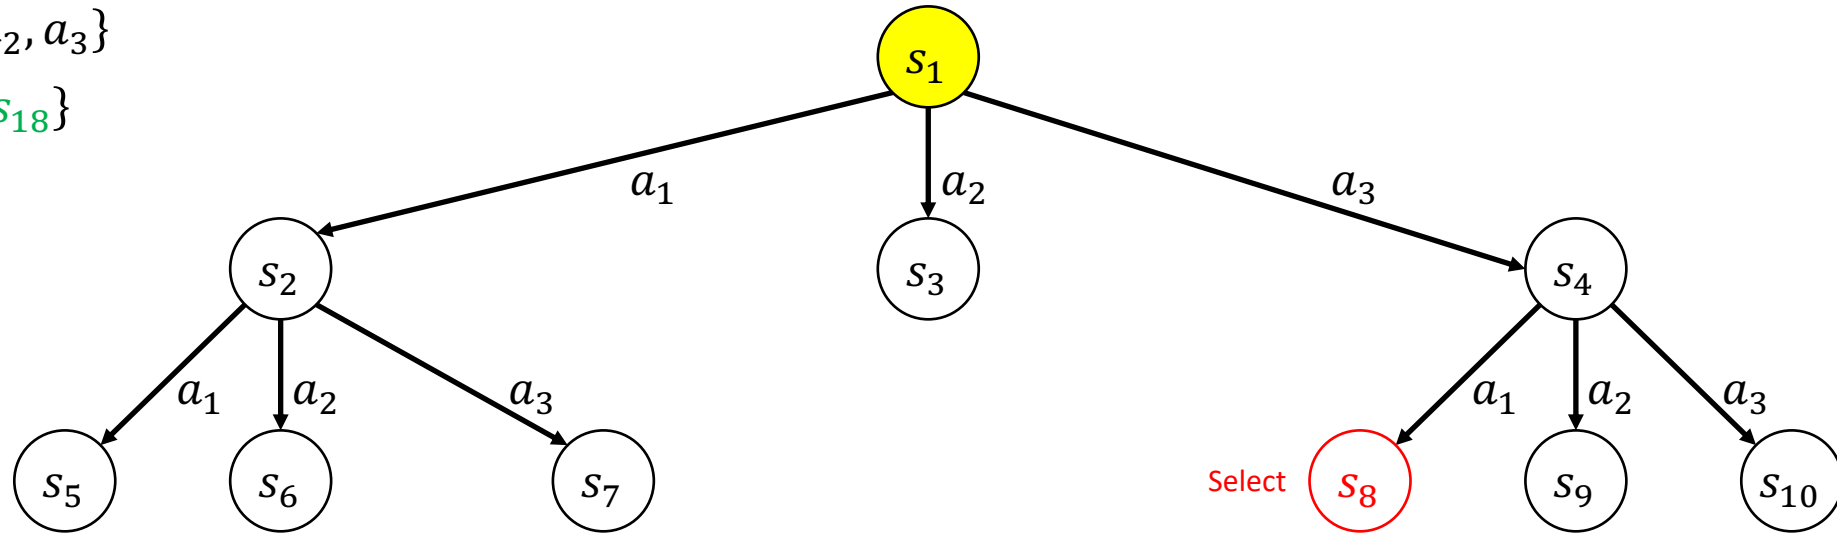 ₂, a₃}
s₁₈}
s₁
a₁ a₂ a₃
s₂ s₃ s₄
a₁ a₂ a₃ a₁ a₂ a₃
s₅ s₆ s₇ Select s₈ s₉ s₁₀